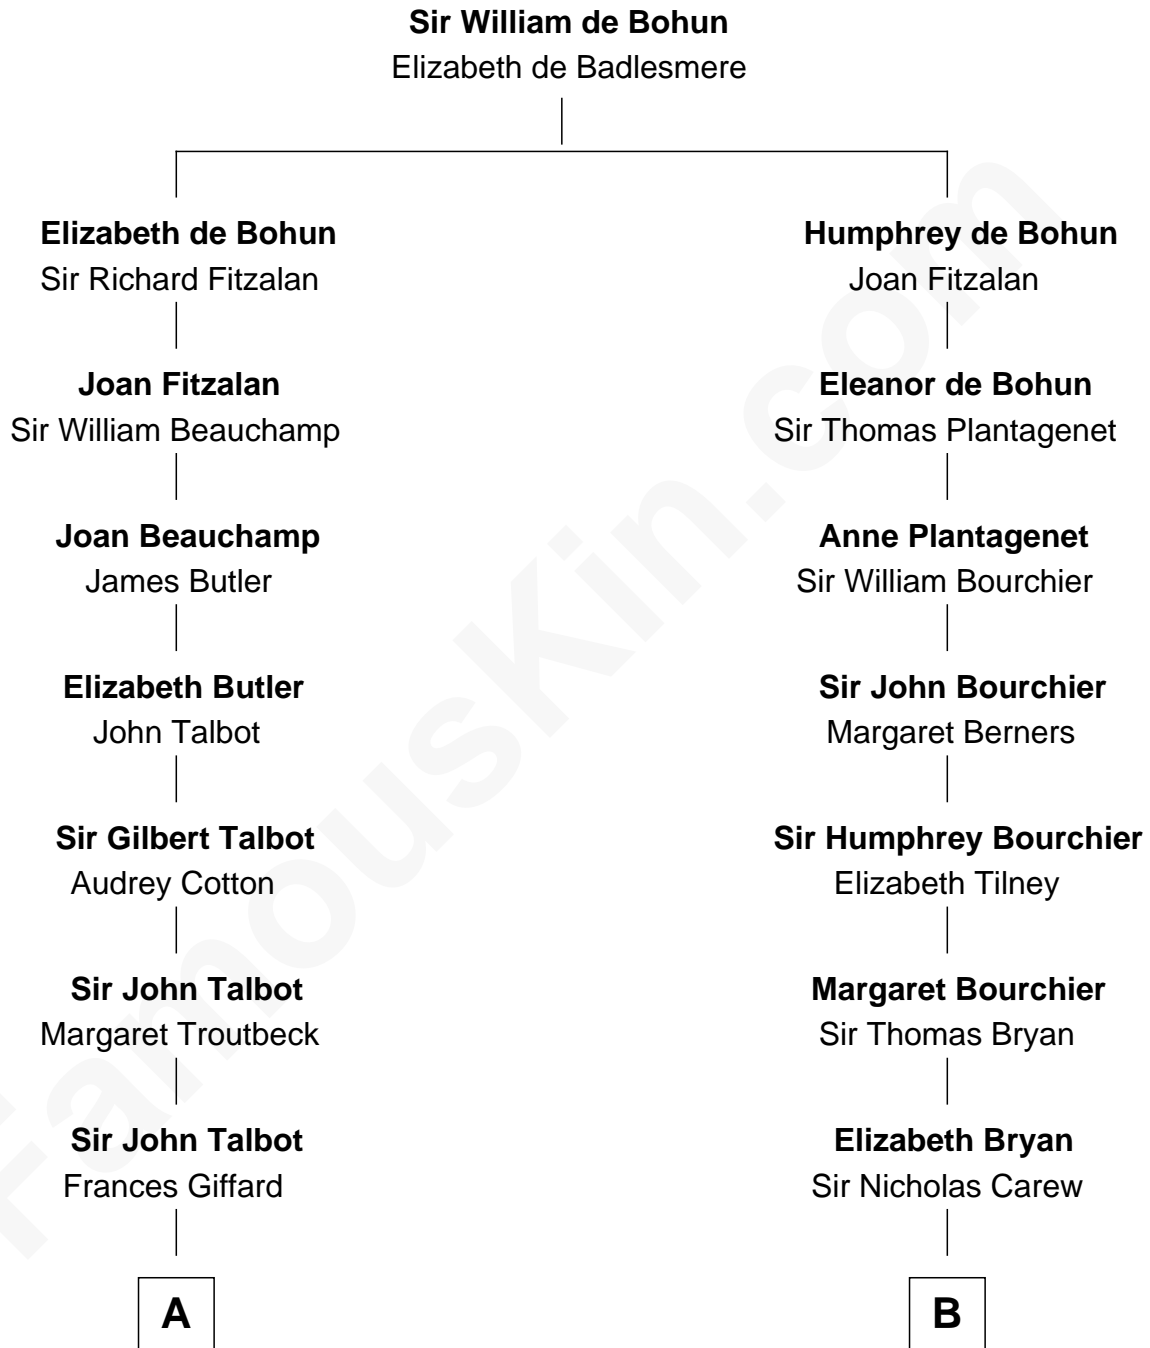 Sir William de Bohun
Elizabeth de Badlesmere
Elizabeth de Bohun
Sir Richard Fitzalan
Humphrey de Bohun
Joan Fitzalan
Joan Fitzalan
Sir William Beauchamp
Eleanor de Bohun
Sir Thomas Plantagenet
Joan Beauchamp
James Butler
Anne Plantagenet
Sir William Bourchier
Elizabeth Butler
John Talbot
Sir John Bourchier
Margaret Berners
Sir Gilbert Talbot
Audrey Cotton
Sir Humphrey Bourchier
Elizabeth Tilney
Sir John Talbot
Margaret Troutbeck
Margaret Bourchier
Sir Thomas Bryan
Sir John Talbot
Frances Giffard
Elizabeth Bryan
Sir Nicholas Carew
A
B
FamousKin.com